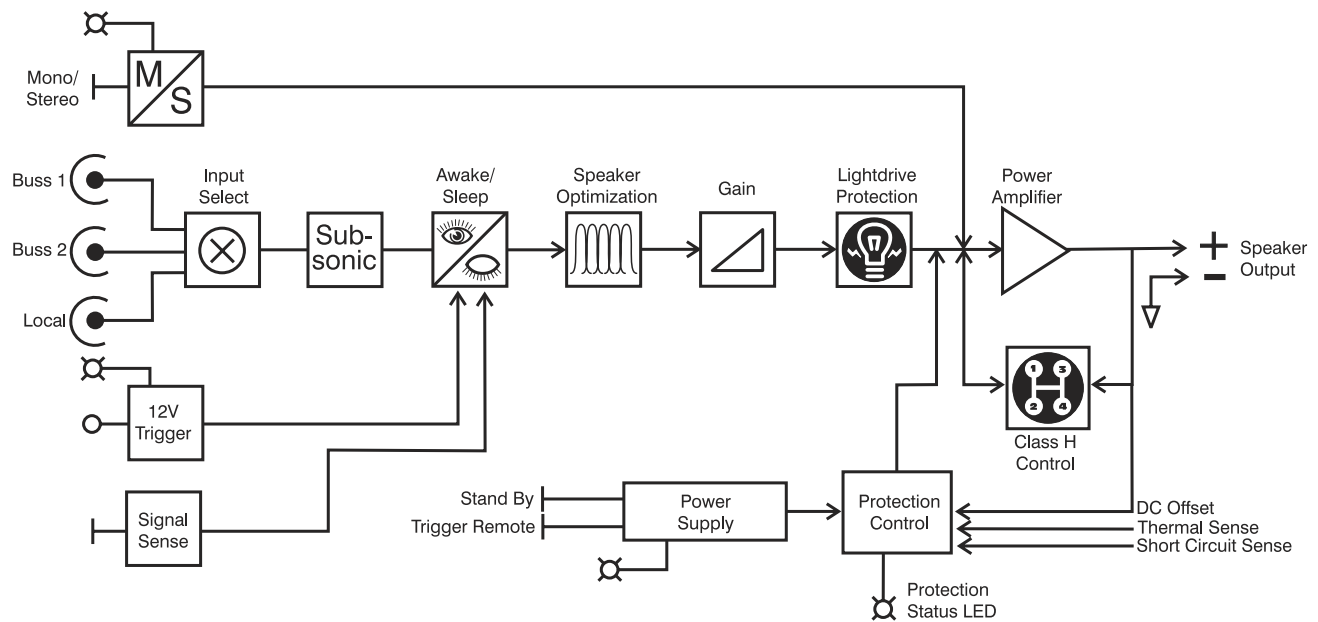 Mono/
Stereo
M
S
Buss 1
Buss 2
Local
Input
Select
Sub-
sonic
Awake/
Sleep
Speaker
Optimization
Gain
Lightdrive
Protection
Power
Amplifier
+
−
Speaker
Output
12V
Trigger
Signal
Sense
1 3
2 4
Class H
Control
Stand By
Trigger Remote
Power
Supply
Protection
Control
DC Offset
Thermal Sense
Short Circuit Sense
Protection
Status LED